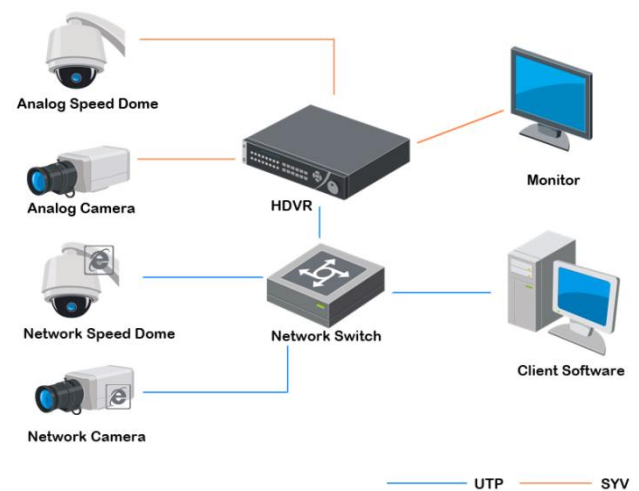 Analog Speed Dome
Analog Camera
HDVR
Monitor
Network Speed Dome
Network Switch
Client Software
Network Camera
UTP
SYV